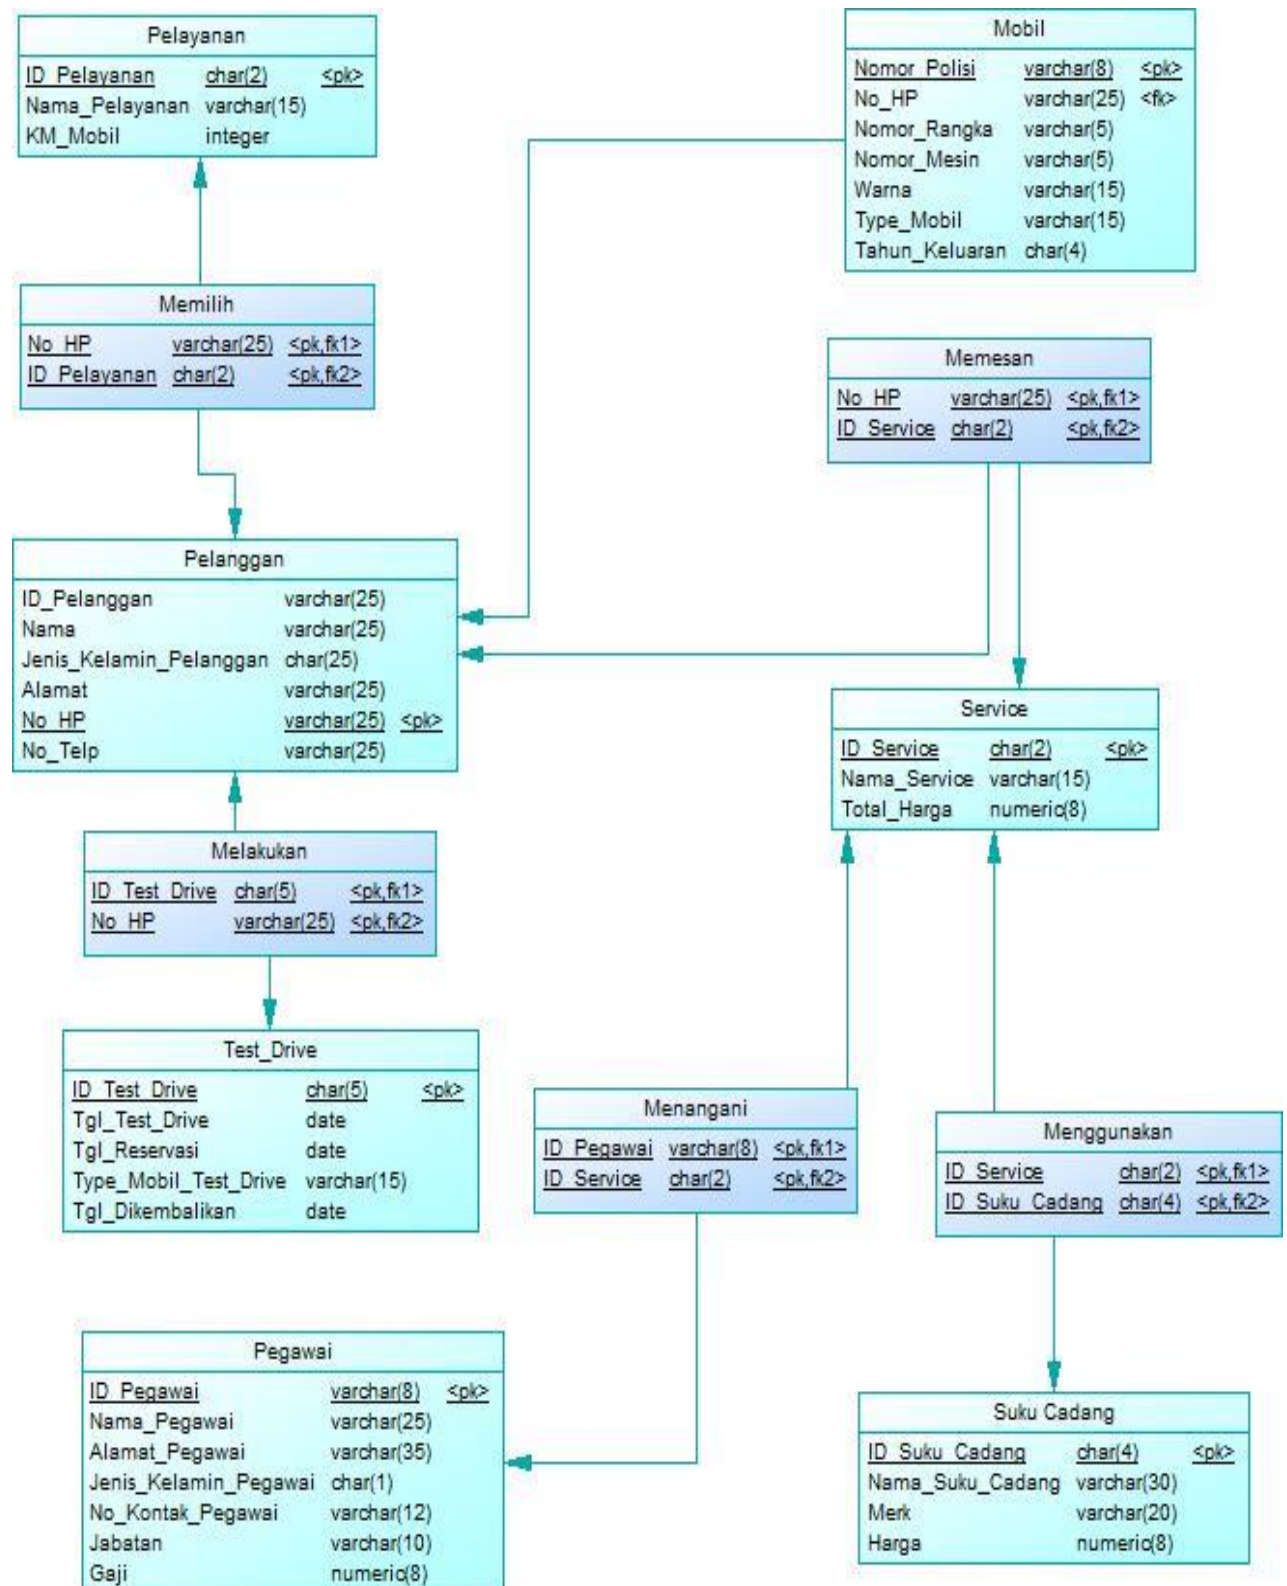 Pelayanan
ID_Pelayanan char(2) <pk>
Nama_Pelayanan varchar(15)
KM_Mobil integer
Mobil
Nomor_Polisi varchar(8) <pk>
No_HP varchar(25) <fk>
Nomor_Rangka varchar(5)
Nomor_Mesin varchar(5)
Warna varchar(15)
Type_Mobil varchar(15)
Tahun_Keluaran char(4)
Memilih
No_HP varchar(25) <pk,fk1>
ID_Pelayanan char(2) <pk,fk2>
Memesan
No_HP varchar(25) <pk,fk1>
ID_Service char(2) <pk,fk2>
Pelanggan
ID_Pelanggan varchar(25)
Nama varchar(25)
Jenis_Kelamin_Pelanggan char(25)
Alamat varchar(25)
No_HP varchar(25) <pk>
No_Telp varchar(25)
Service
ID_Service char(2) <pk>
Nama_Service varchar(15)
Total_Harga numeric(8)
Melakukan
ID_Test_Drive char(5) <pk,fk1>
No_HP varchar(25) <pk,fk2>
Test_Drive
ID_Test_Drive char(5) <pk>
Tgl_Test_Drive date
Tgl_Reservasi date
Type_Mobil_Test_Drive varchar(15)
Tgl_Dikembalikan date
Menangani
ID_Pegawai varchar(8) <pk,fk1>
ID_Service char(2) <pk,fk2>
Menggunakan
ID_Service char(2) <pk,fk1>
ID_Suku_Cadang char(4) <pk,fk2>
Pegawai
ID_Pegawai varchar(8) <pk>
Nama_Pegawai varchar(25)
Alamat_Pegawai varchar(35)
Jenis_Kelamin_Pegawai char(1)
No_Kontak_Pegawai varchar(12)
Jabatan varchar(10)
Gaji numeric(8)
Suku Cadang
ID_Suku_Cadang char(4) <pk>
Nama_Suku_Cadang varchar(30)
Merk varchar(20)
Harga numeric(8)